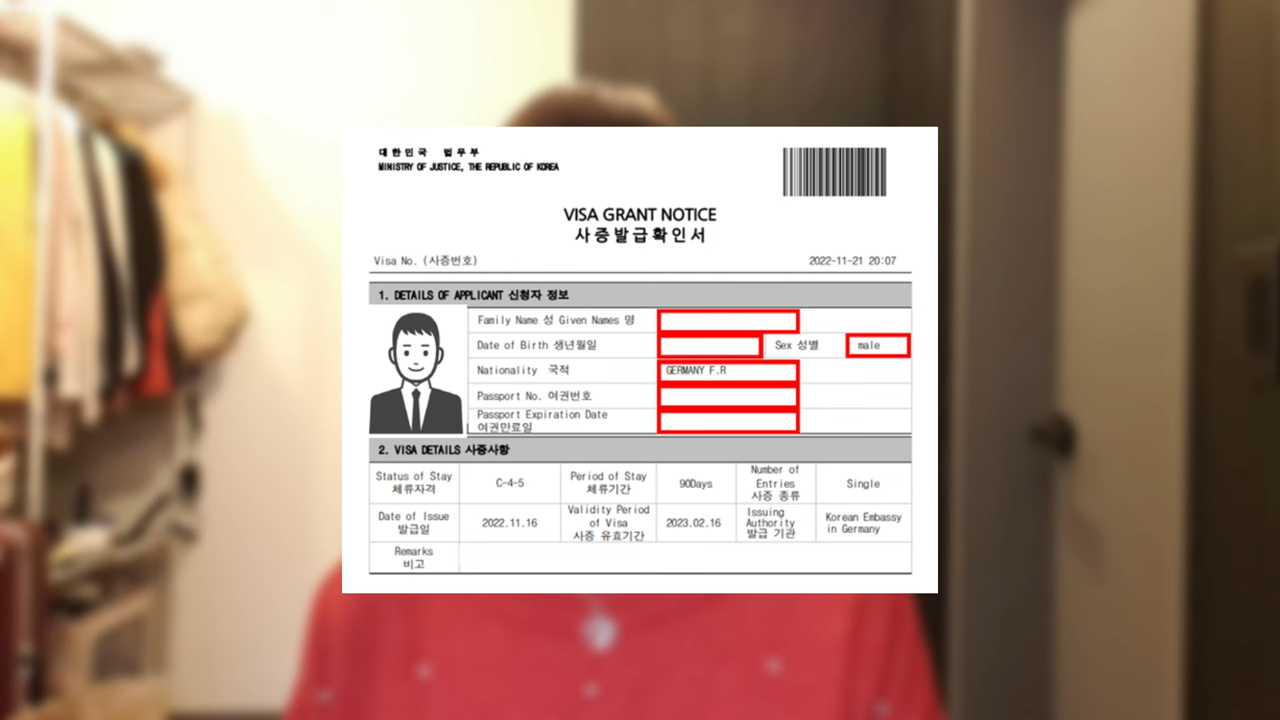 대한민국 법무부
MINISTRY OF JUSTICE, THE REPUBLIC OF KOREA
VISA GRANT NOTICE
사증발급확인서
Visa No. (사증번호) 2022-11-21 20:07
1. DETAILS OF APPLICANT 신청자 정보
Family Name 성 Given Names 명
Date of Birth 생년월일 Sex 성별 male
Nationality 국적 GERMANY F.R
Passport No. 여권번호
Passport Expiration Date
여권만료일
2. VISA DETAILS 사증사항
Status of Stay
체류자격
C-4-5
Period of Stay
체류기간
90Days
Number of
Entries
사증 종류
Single
Date of Issue
발급일
2022.11.16
Validity Period
of Visa
사증 유효기간
2023.02.16
Issuing
Authority
발급 기관
Korean Embassy
in Germany
Remarks
비고